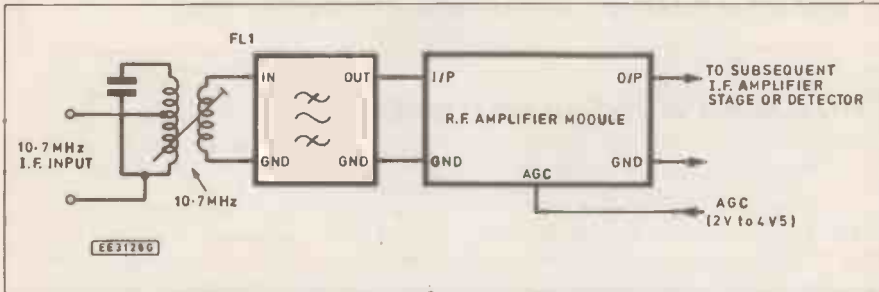 FL1
IN
OUT
GND
GND
I/P
O/P
R.F. AMPLIFIER MODULE
GND
GND
AGC
TO SUBSEQUENT
I.F. AMPLIFIER
STAGE OR DETECTOR
10·7MHz
I.F. INPUT
10·7MHz
AGC
(2V to 4V5)
EE3126G